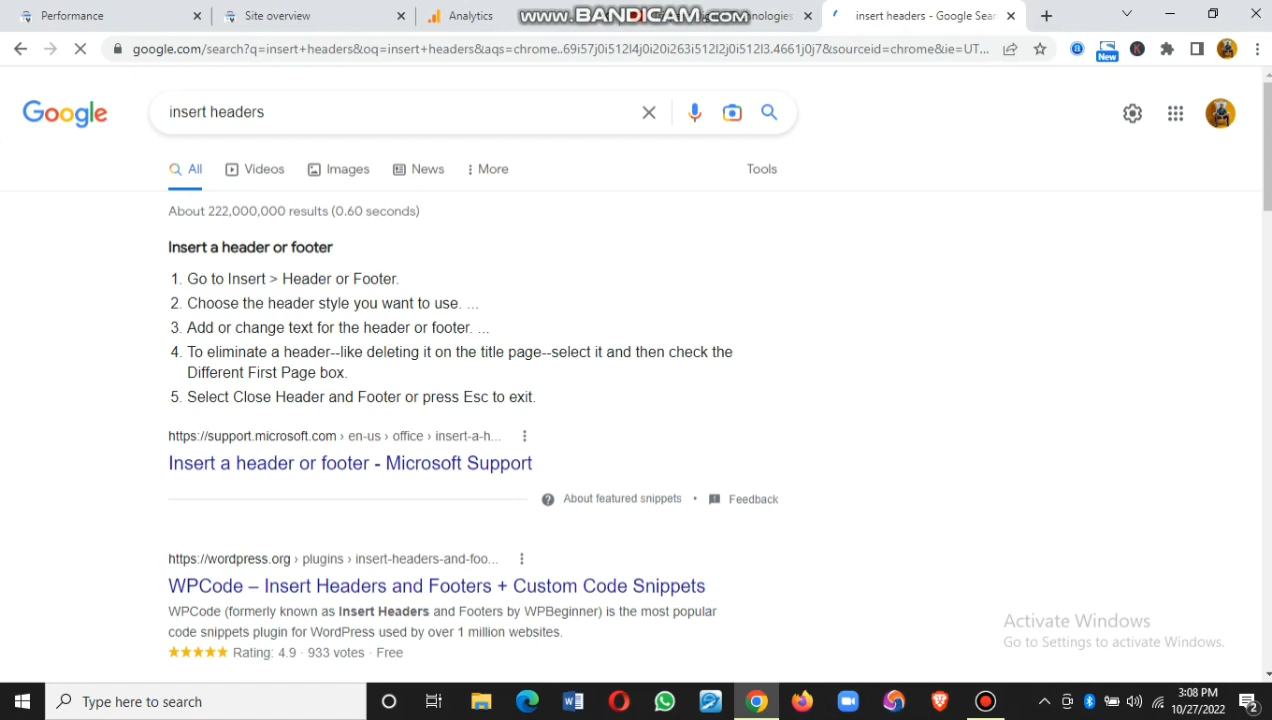 Performance
Site overview
Analytics
www.BANDICAM.com
nologies
insert headers - Google Sear
google.com/search?q=insert+headers&oq=insert+headers&aqs=chrome..69i57j0i512l4j0i20i263i512l2j0i512l3.4661j0j7&sourceid=chrome&ie=UT...
New
Google
insert headers
All
Videos
Images
News
More
Tools
About 222,000,000 results (0.60 seconds)
Insert a header or footer
1. Go to Insert > Header or Footer.
2. Choose the header style you want to use. ...
3. Add or change text for the header or footer. ...
4. To eliminate a header--like deleting it on the title page--select it and then check the
Different First Page box.
5. Select Close Header and Footer or press Esc to exit.
https://support.microsoft.com › en-us › office › insert-a-h...
Insert a header or footer - Microsoft Support
About featured snippets • Feedback
https://wordpress.org › plugins › insert-headers-and-foo...
WPCode – Insert Headers and Footers + Custom Code Snippets
WPCode (formerly known as Insert Headers and Footers by WPBeginner) is the most popular
code snippets plugin for WordPress used by over 1 million websites.
Rating: 4.9 · 933 votes · Free
Activate Windows
Go to Settings to activate Windows.
Type here to search
3:08 PM
10/27/2022
2